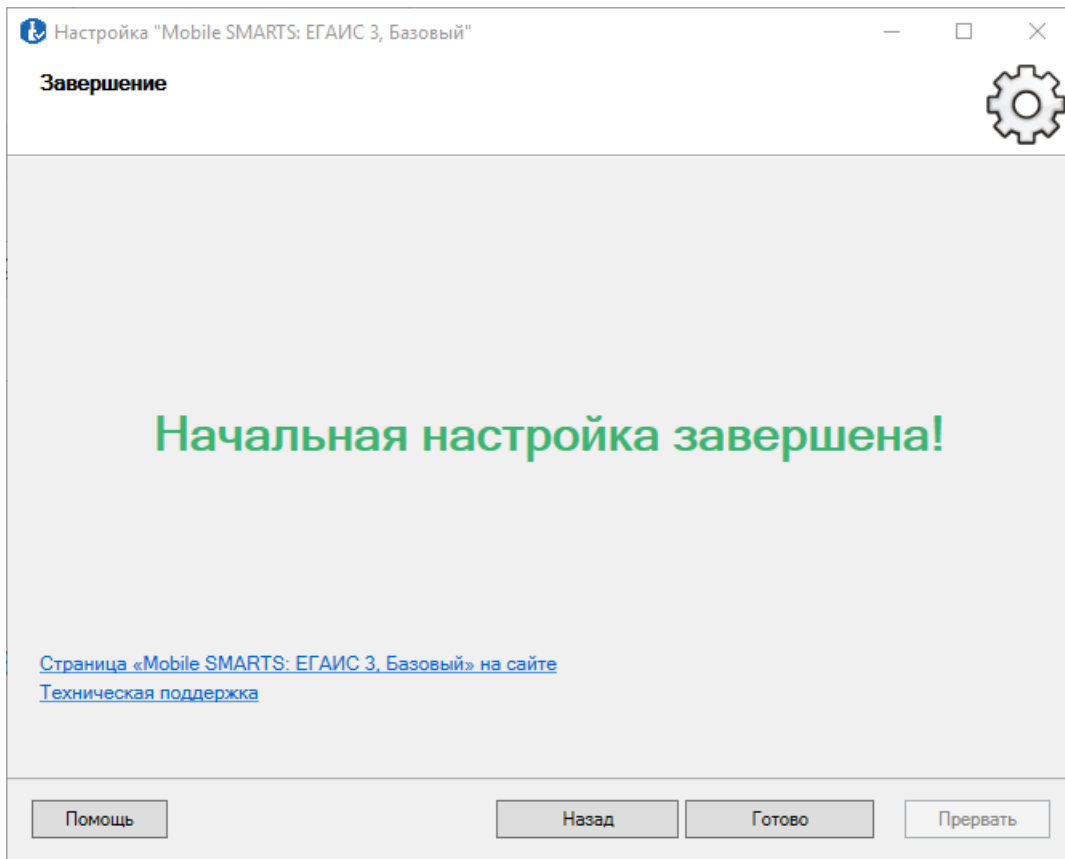 Настройка "Mobile SMARTS: ЕГАИС 3, Базовый"
Завершение
Начальная настройка завершена!
Страница «Mobile SMARTS: ЕГАИС 3, Базовый» на сайте
Техническая поддержка
Помощь
Назад
Готово
Прервать